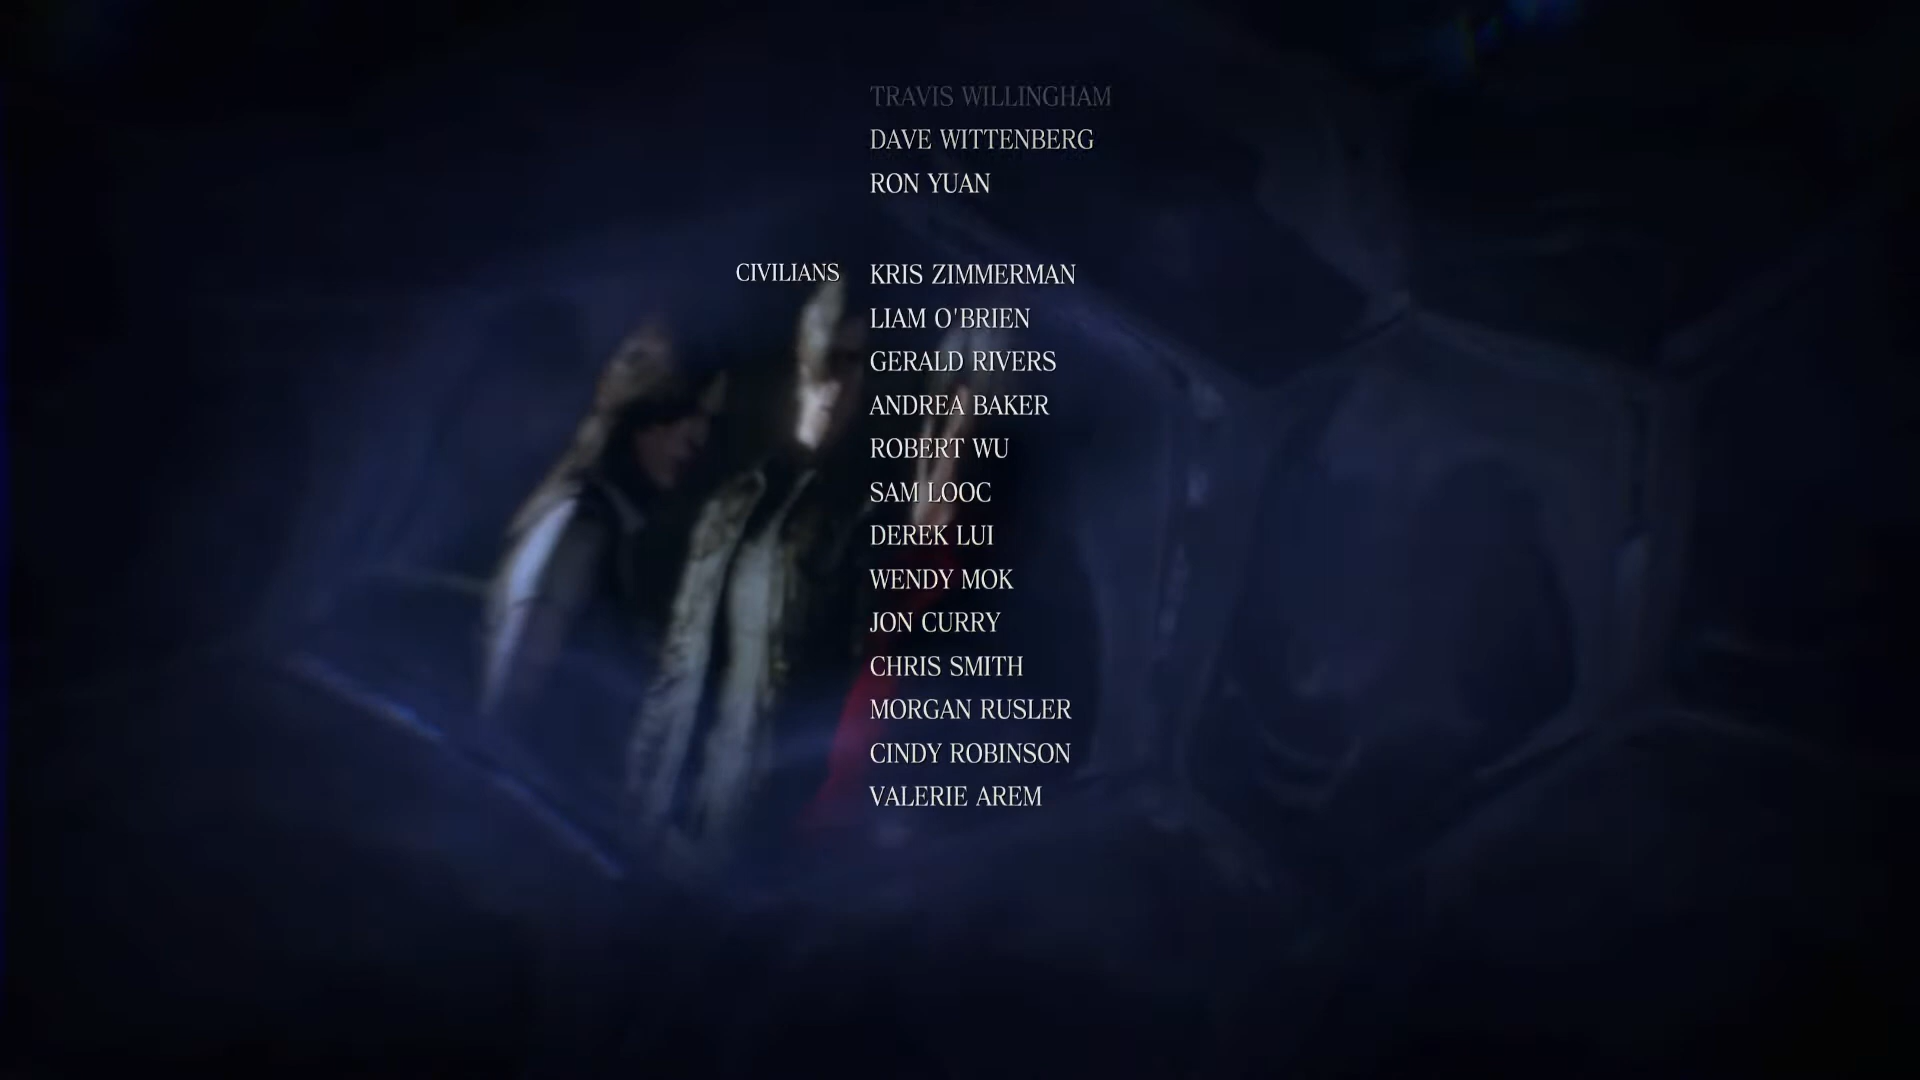 TRAVIS WILLINGHAM
DAVE WITTENBERG
RON YUAN
CIVILIANS KRIS ZIMMERMAN
LIAM O'BRIEN
GERALD RIVERS
ANDREA BAKER
ROBERT WU
SAM LOOC
DEREK LUI
WENDY MOK
JON CURRY
CHRIS SMITH
MORGAN RUSLER
CINDY ROBINSON
VALERIE AREM